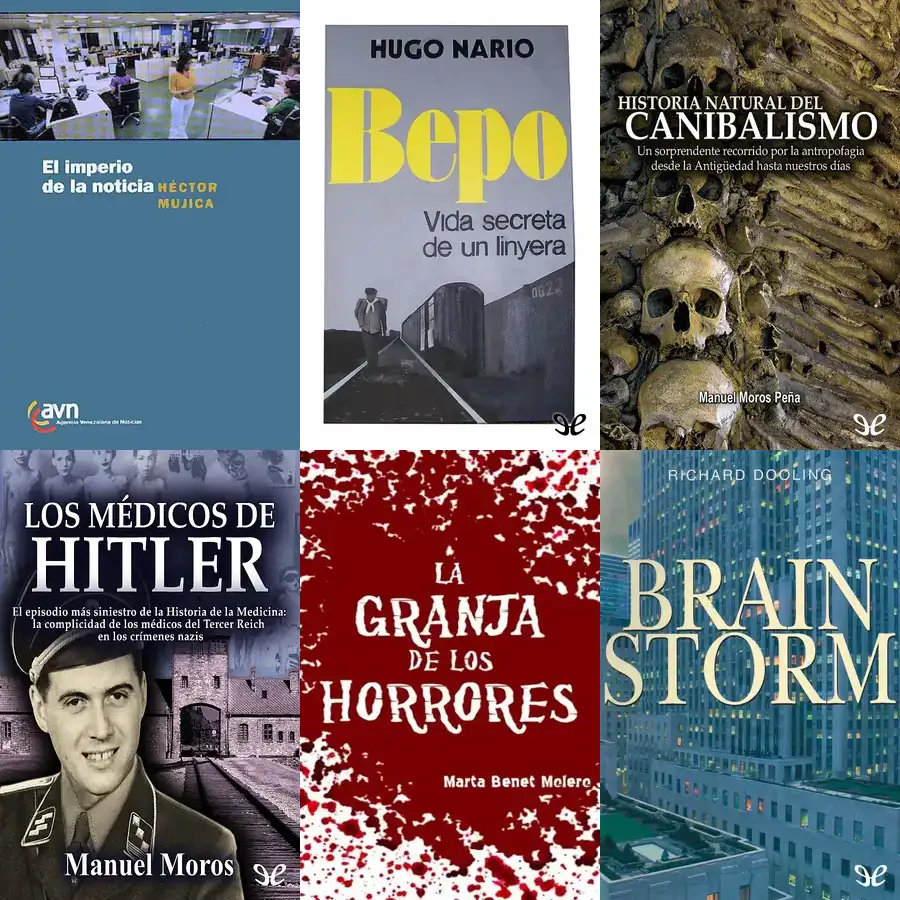 El imperio
de la noticia HÉCTOR
MUJICA
avn
Agencia Venezolana de Noticias
HUGO NARIO
Bepo
Vida secreta
de un linyera
0622
HISTORIA NATURAL DEL
CANIBALISMO
Un sorprendente recorrido por la antropofagia
desde la Antigüedad hasta nuestros días
Manuel Moros Peña
LOS MÉDICOS DE
HITLER
El episodio más siniestro de la Historia de la Medicina:
la complicidad de los médicos del Tercer Reich
en los crímenes nazis
Manuel Moros
LA
GRANJA
DE LOS
HORRORES
Marta Benet Molero
RICHARD DOOLING
BRAIN
STORM